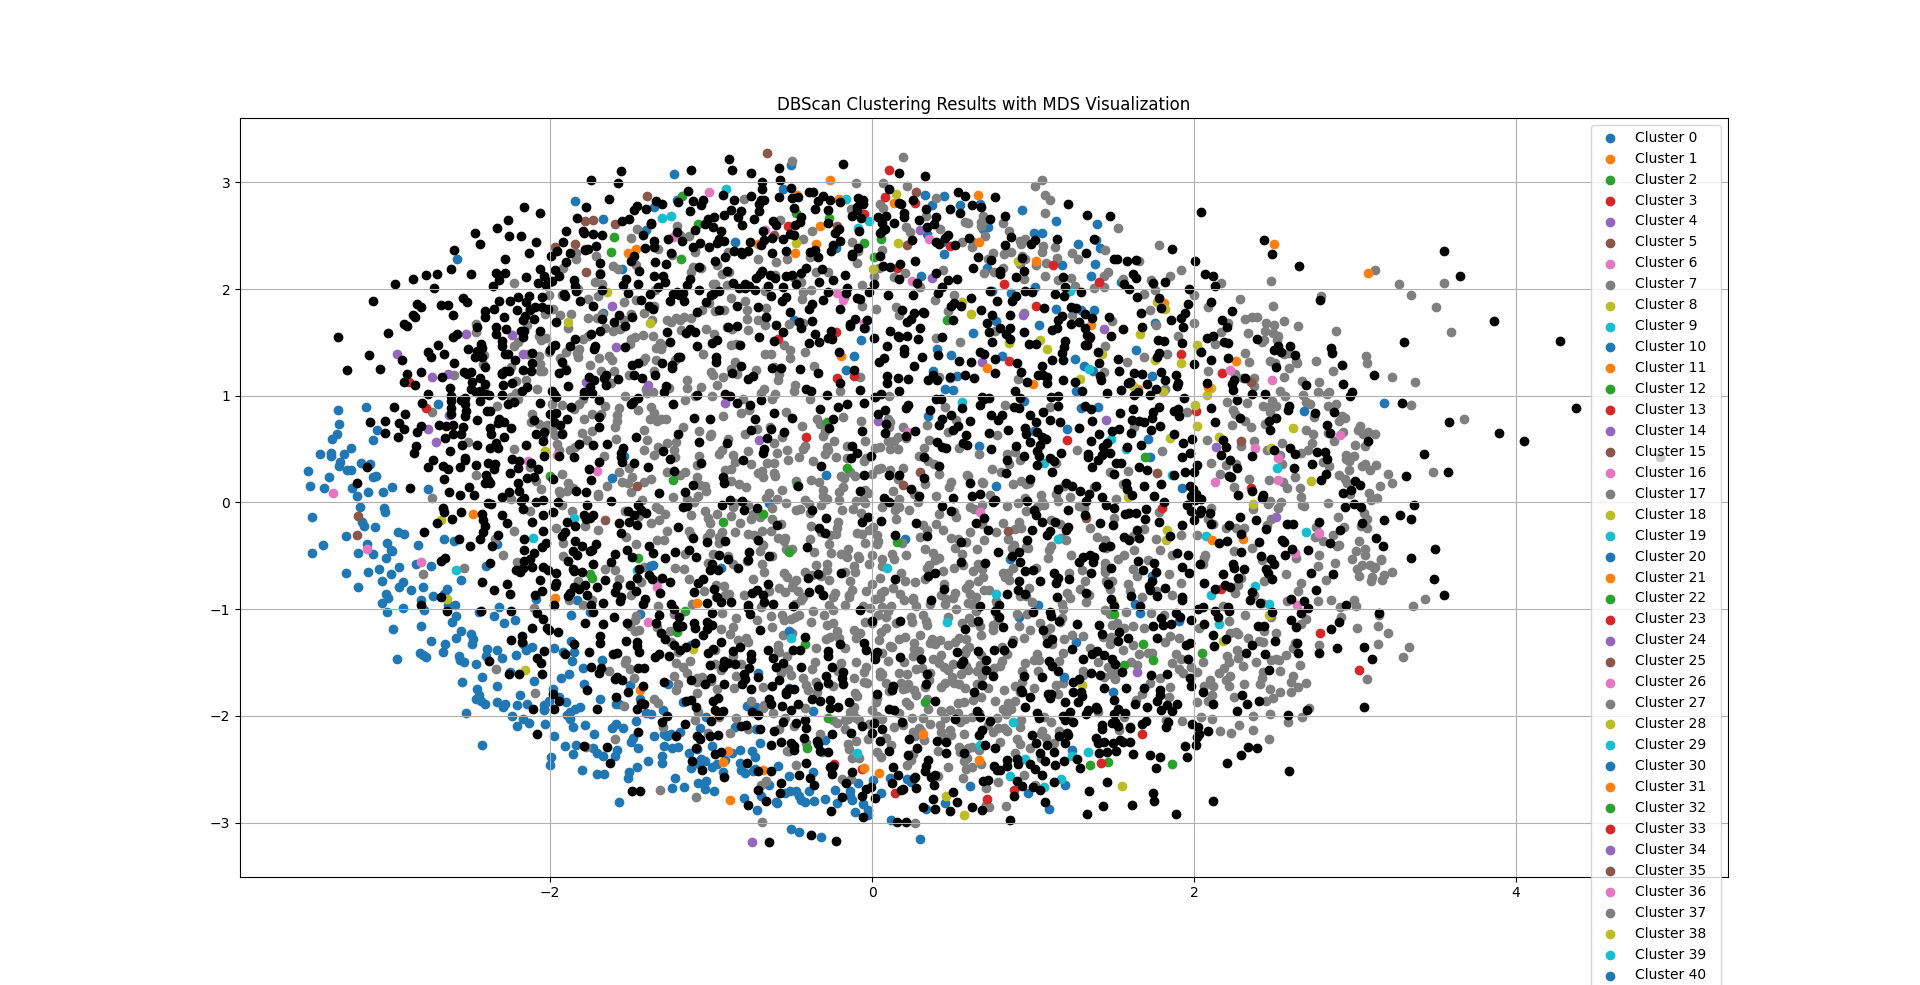 DBScan Clustering Results with MDS Visualization
3
2
1
0
−1
−2
−3
−2
0
2
4
Cluster 0
Cluster 1
Cluster 2
Cluster 3
Cluster 4
Cluster 5
Cluster 6
Cluster 7
Cluster 8
Cluster 9
Cluster 10
Cluster 11
Cluster 12
Cluster 13
Cluster 14
Cluster 15
Cluster 16
Cluster 17
Cluster 18
Cluster 19
Cluster 20
Cluster 21
Cluster 22
Cluster 23
Cluster 24
Cluster 25
Cluster 26
Cluster 27
Cluster 28
Cluster 29
Cluster 30
Cluster 31
Cluster 32
Cluster 33
Cluster 34
Cluster 35
Cluster 36
Cluster 37
Cluster 38
Cluster 39
Cluster 40